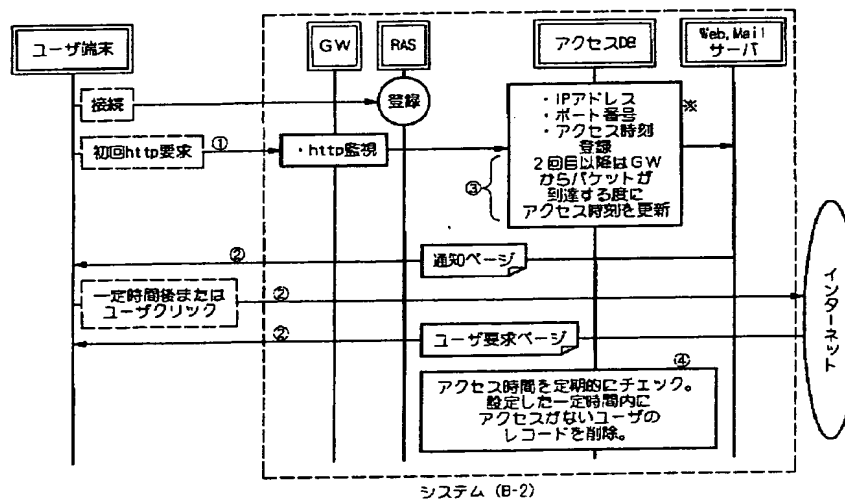 ユーザ端末
GW
RAS
アクセスDB
Web,Mail
サーバ
接続
登録
・IPアドレス
・ポート番号
・アクセス時刻
登録
※
初回http要求
①
・http監視
2回目以降はGW
からパケットが
到達する度に
アクセス時刻を更新
③
②
通知ページ
一定時間後または
ユーザクリック
②
②
ユーザ要求ページ
インターネット
④
アクセス時間を定期的にチェック。
設定した一定時間内に
アクセスがないユーザの
レコードを削除。
システム (B-2)